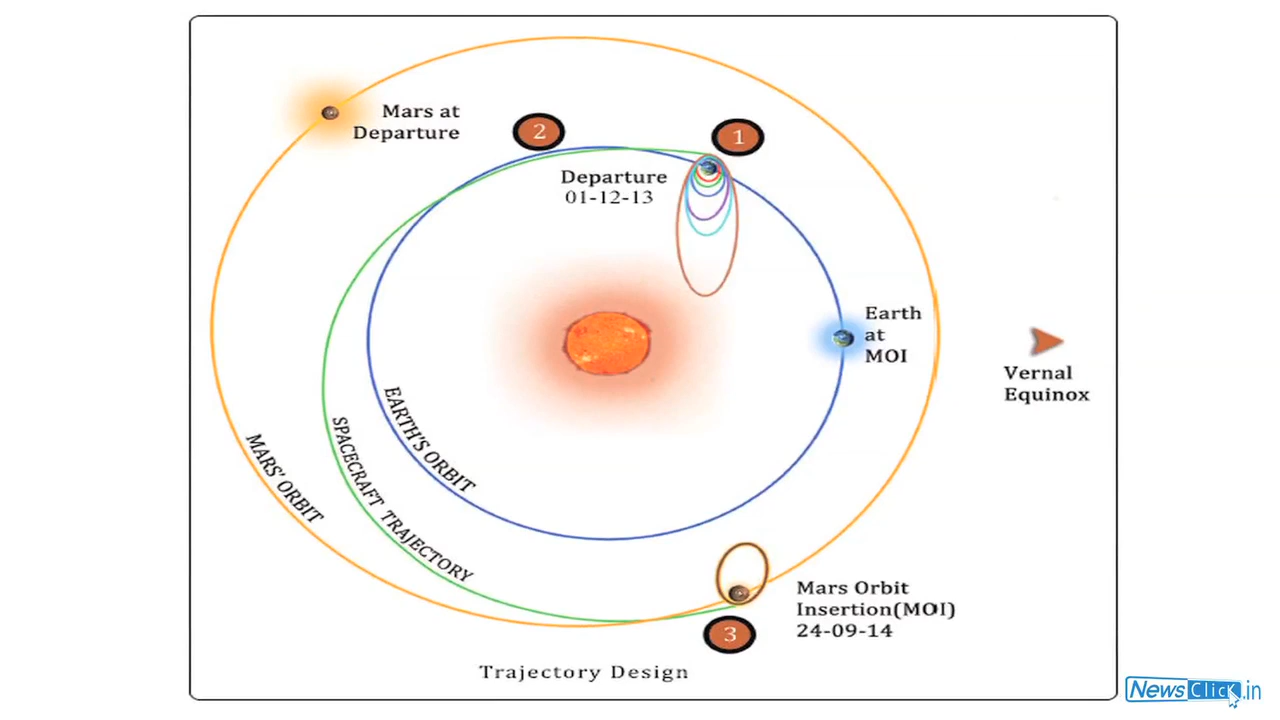 Mars at
Departure
2
1
Departure
01-12-13
Earth
at
MOI
Vernal
Equinox
EARTH'S ORBIT
SPACECRAFT TRAJECTORY
MARS' ORBIT
Mars Orbit
Insertion(MOI)
24-09-14
3
Trajectory Design
NewsClick.in